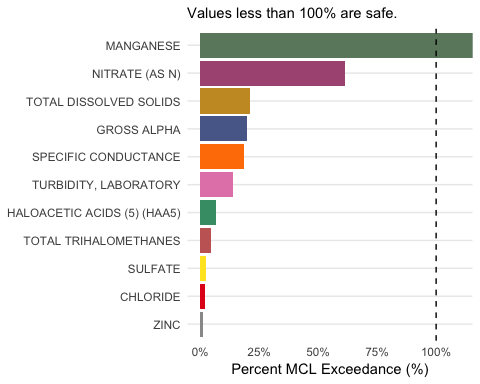 Values less than 100% are safe.
MANGANESE
NITRATE (AS N)
TOTAL DISSOLVED SOLIDS
GROSS ALPHA
SPECIFIC CONDUCTANCE
TURBIDITY, LABORATORY
HALOACETIC ACIDS (5) (HAA5)
TOTAL TRIHALOMETHANES
SULFATE
CHLORIDE
ZINC
0% 25% 50% 75% 100%
Percent MCL Exceedance (%)